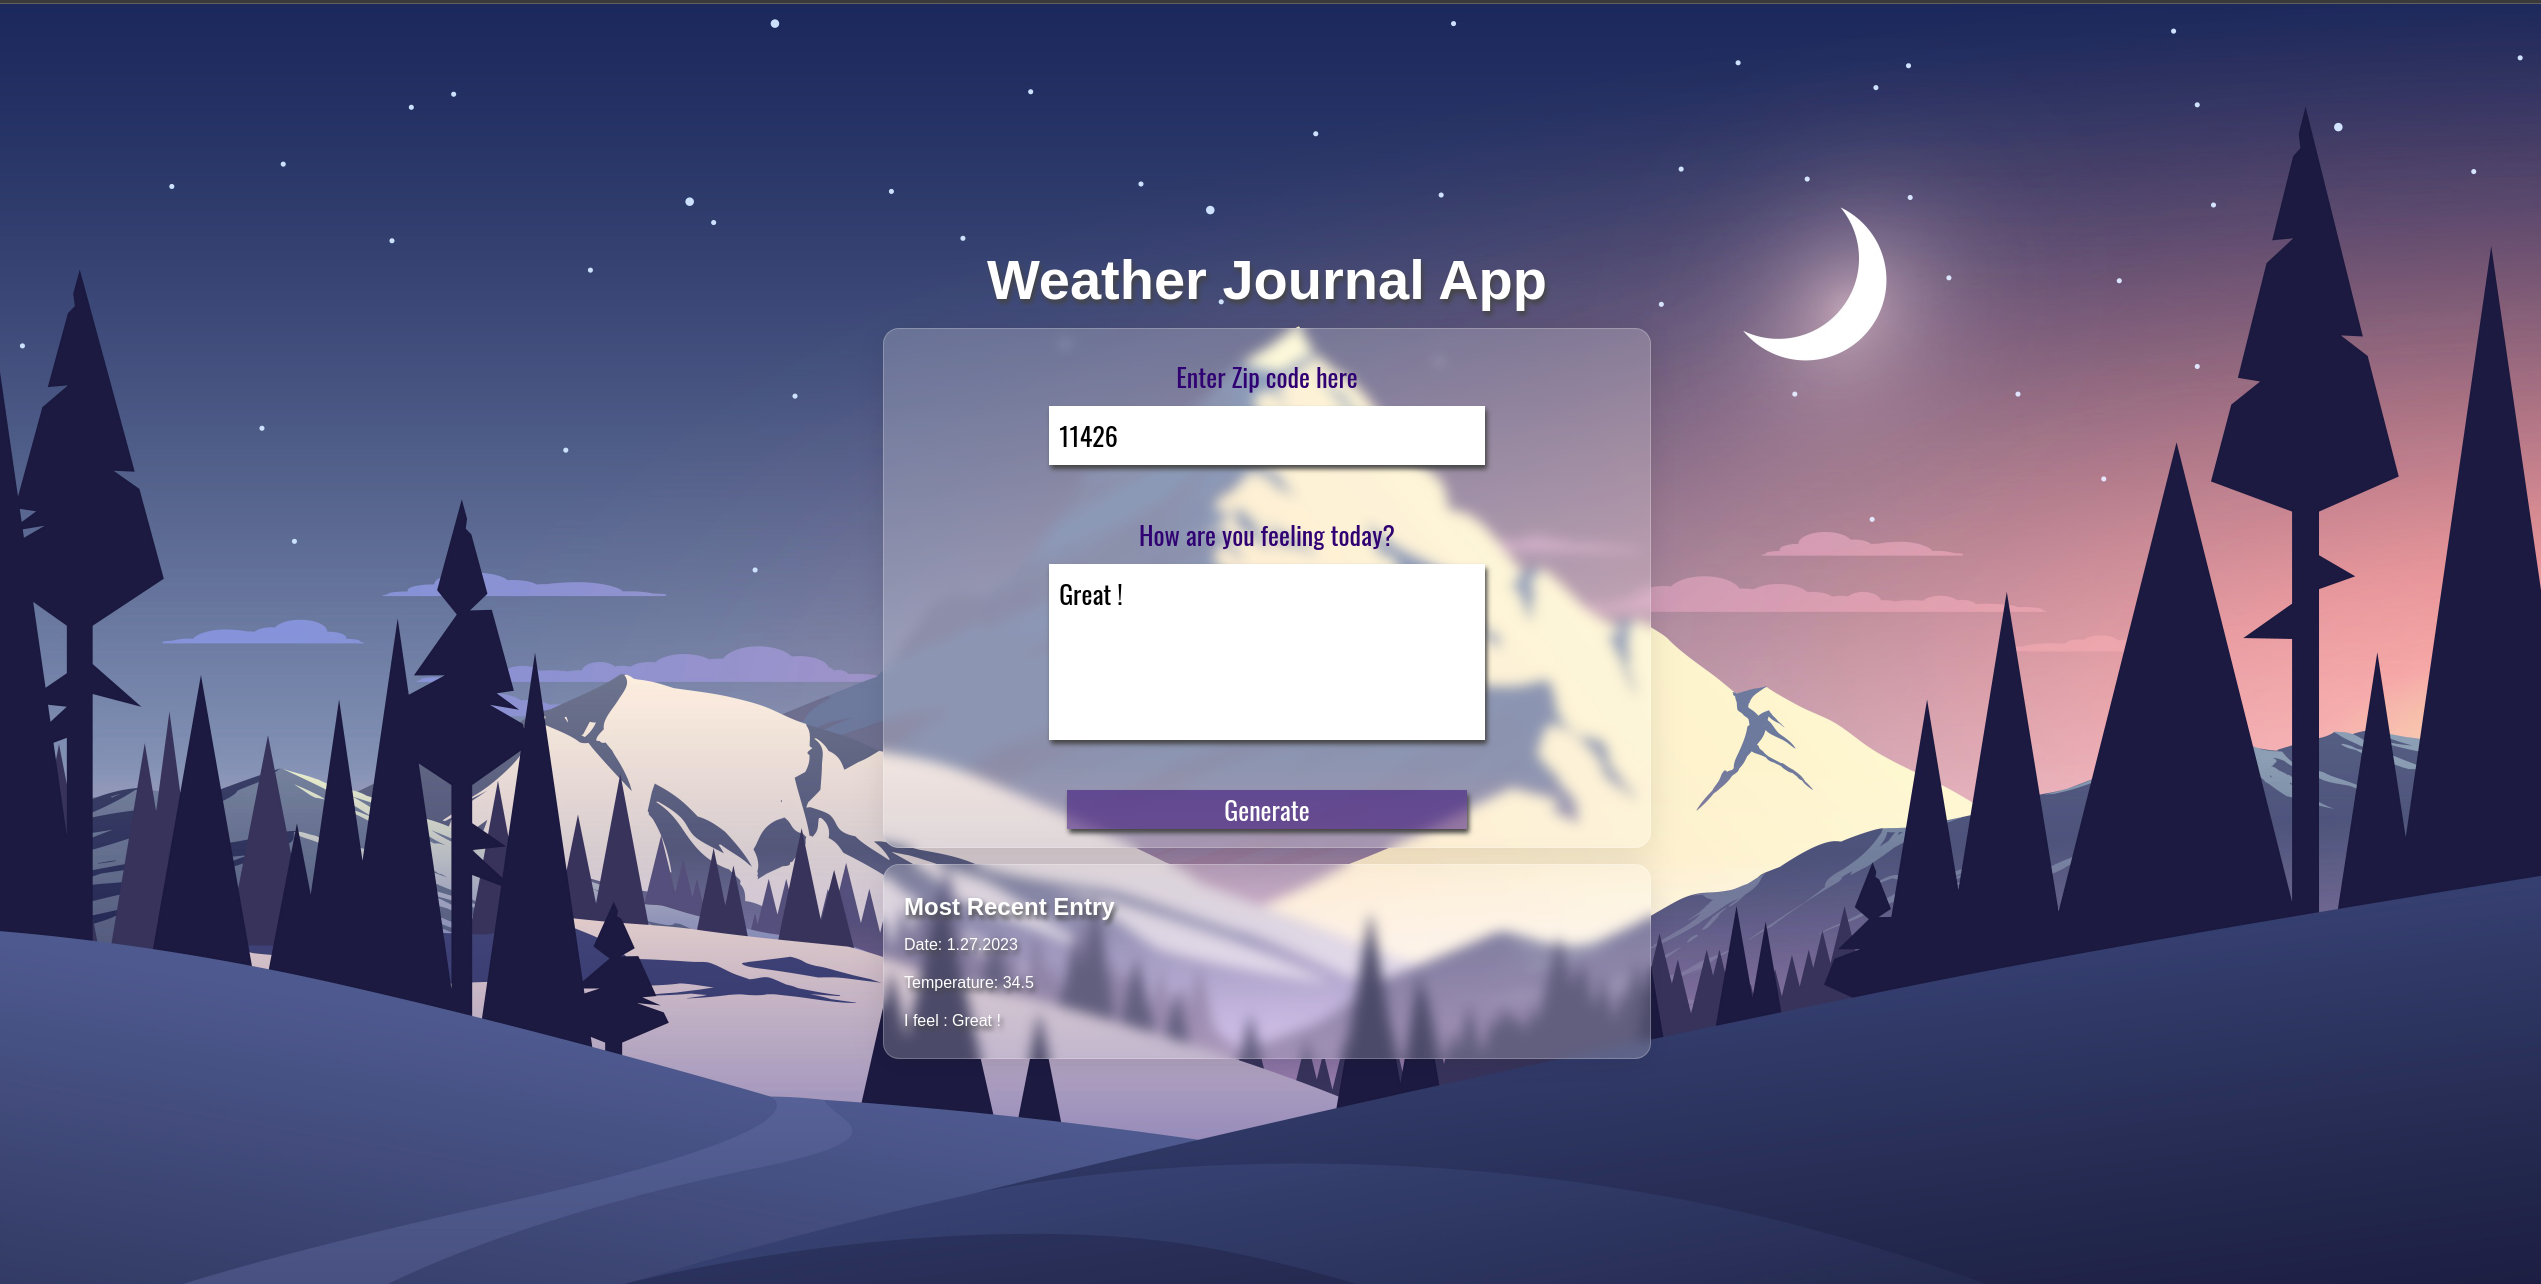 Weather Journal App
Enter Zip code here
11426
How are you feeling today?
Great !
Generate
Most Recent Entry
Date: 1.27.2023
Temperature: 34.5
I feel : Great !